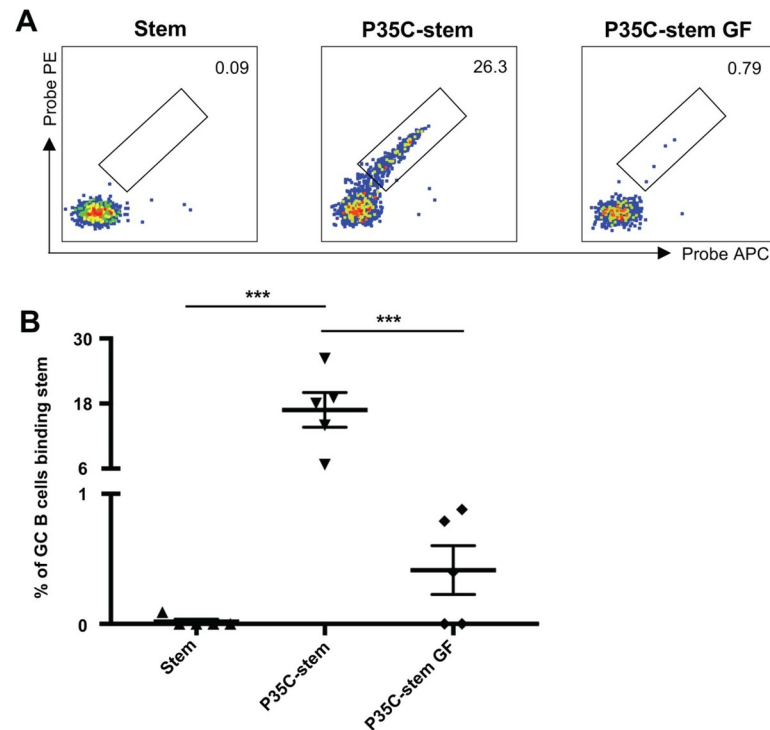 A
Stem
P35C-stem
P35C-stem GF
Probe PE
0.09
26.3
0.79
Probe APC
B
***
***
% of GC B cells binding stem
30
18
6
1
0
Stem
P35C-stem
P35C-stem GF